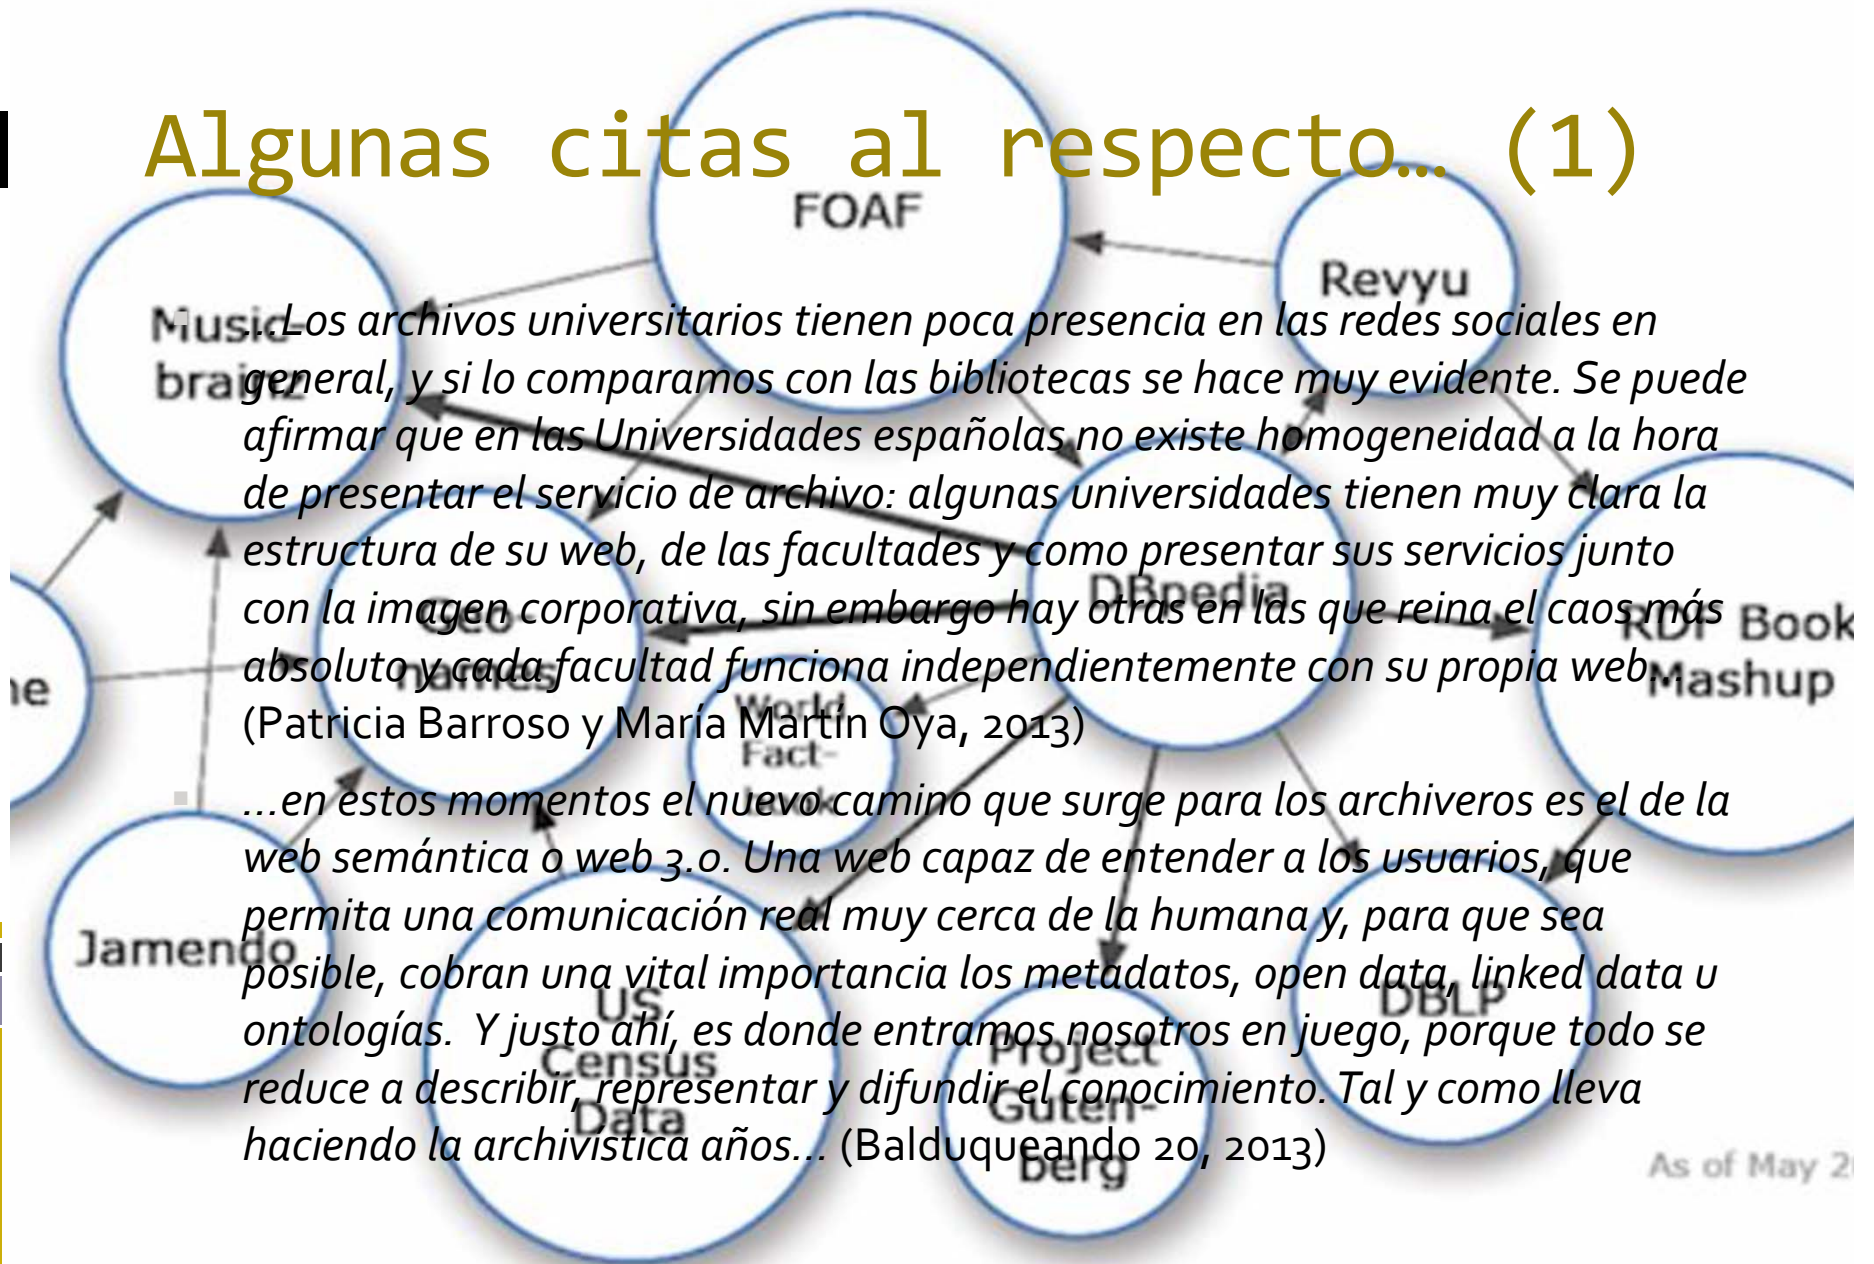 Algunas citas al respecto… (1)
...Los archivos universitarios tienen poca presencia en las redes sociales en
general, y si lo comparamos con las bibliotecas se hace muy evidente. Se puede
afirmar que en las Universidades españolas no existe homogeneidad a la hora
de presentar el servicio de archivo: algunas universidades tienen muy clara la
estructura de su web, de las facultades y como presentar sus servicios junto
con la imagen corporativa, sin embargo hay otras en las que reina el caos más
absoluto y cada facultad funciona independientemente con su propia web...
(Patricia Barroso y María Martín Oya, 2013)
...en estos momentos el nuevo camino que surge para los archiveros es el de la
web semántica o web 3.0. Una web capaz de entender a los usuarios, que
permita una comunicación real muy cerca de la humana y, para que sea
posible, cobran una vital importancia los metadatos, open data, linked data u
ontologías. Y justo ahí, es donde entramos nosotros en juego, porque todo se
reduce a describir, representar y difundir el conocimiento. Tal y como lleva
haciendo la archivística años... (Balduqueando 20, 2013)
FOAF
Revyu
Music-
brainz
DBpedia
Geo-
names
RDF Book
Mashup
World
Fact-
book
Jamendo
US
Census
Data
Project
Guten-
berg
DBLP
As of May